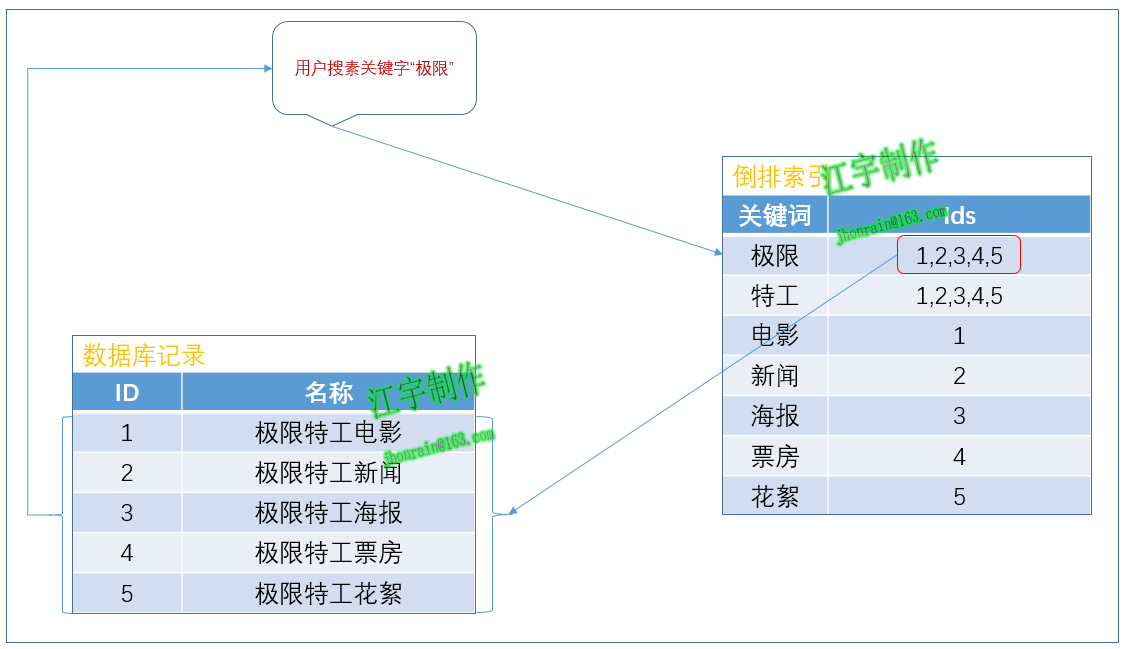 用户搜素关键字“极限”
倒排索引
江宇制作
关键词 Ids
jhonrain@163.com
极限 1,2,3,4,5
特工 1,2,3,4,5
电影 1
新闻 2
海报 3
票房 4
花絮 5
数据库记录
江宇制作
ID 名称
1 极限特工电影
jhonrain@163.com
2 极限特工新闻
3 极限特工海报
4 极限特工票房
5 极限特工花絮